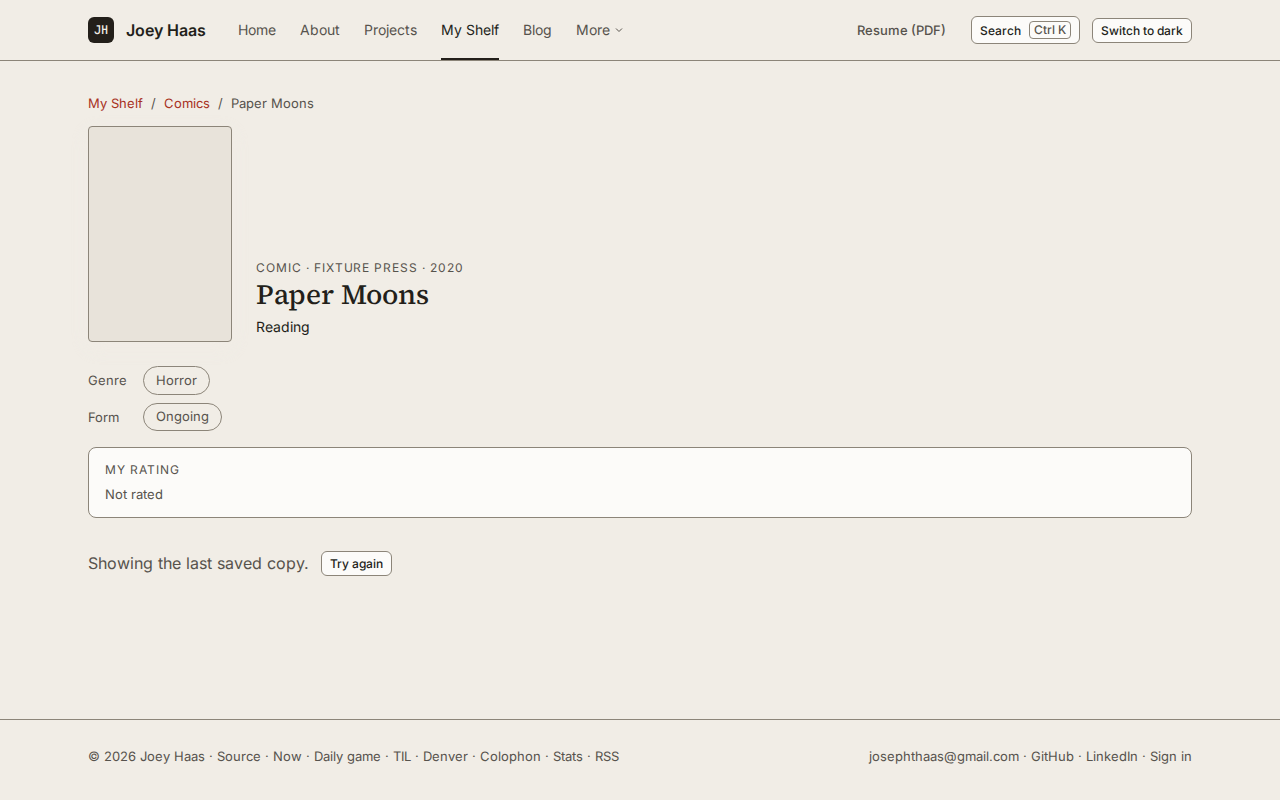 JH Joey Haas Home About Projects My Shelf Blog More Resume (PDF) Search Ctrl K Switch to dark
My Shelf / Comics / Paper Moons
COMIC · FIXTURE PRESS · 2020
Paper Moons
Reading
Genre Horror
Form Ongoing
MY RATING
Not rated
Showing the last saved copy. Try again
© 2026 Joey Haas · Source · Now · Daily game · TIL · Denver · Colophon · Stats · RSS josephthaas@gmail.com · GitHub · LinkedIn · Sign in